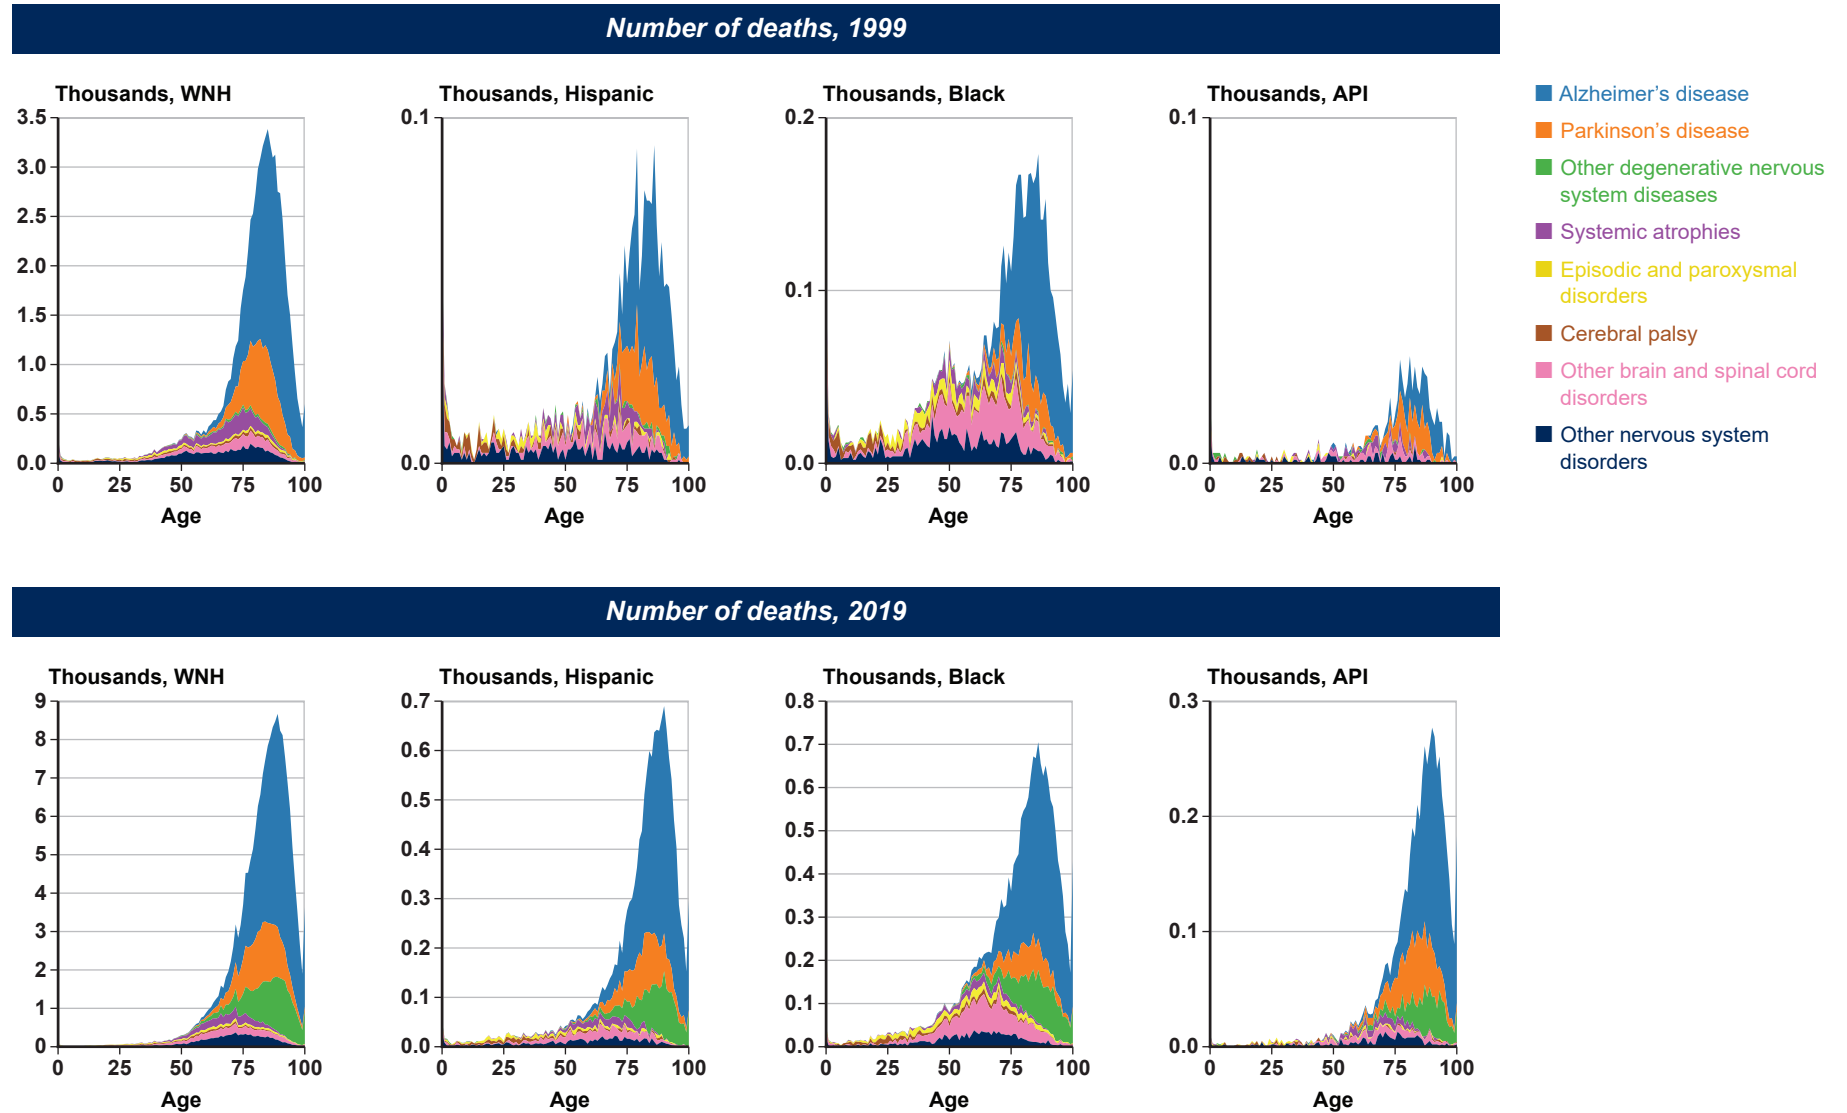 Number of deaths, 1999
Thousands, WNH
3.5
3.0
2.5
2.0
1.5
1.0
0.5
0.0
0 25 50 75 100
Age
Thousands, Hispanic
0.1
0.0
0 25 50 75 100
Age
Thousands, Black
0.2
0.1
0.0
0 25 50 75 100
Age
Thousands, API
0.1
0.0
0 25 50 75 100
Age
Alzheimer's disease
Parkinson's disease
Other degenerative nervous
system diseases
Systemic atrophies
Episodic and paroxysmal
disorders
Cerebral palsy
Other brain and spinal cord
disorders
Other nervous system
disorders
Number of deaths, 2019
Thousands, WNH
9
8
7
6
5
4
3
2
1
0
0 25 50 75 100
Age
Thousands, Hispanic
0.7
0.6
0.5
0.4
0.3
0.2
0.1
0.0
0 25 50 75 100
Age
Thousands, Black
0.8
0.7
0.6
0.5
0.4
0.3
0.2
0.1
0.0
0 25 50 75 100
Age
Thousands, API
0.3
0.2
0.1
0.0
0 25 50 75 100
Age